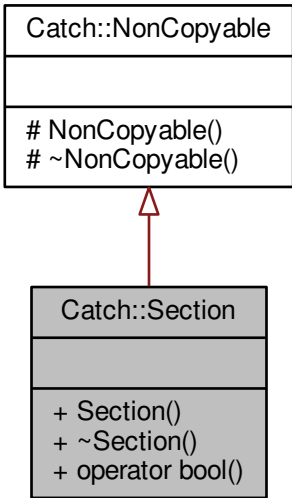 Catch::NonCopyable
# NonCopyable()
# ~NonCopyable()
Catch::Section
+ Section()
+ ~Section()
+ operator bool()